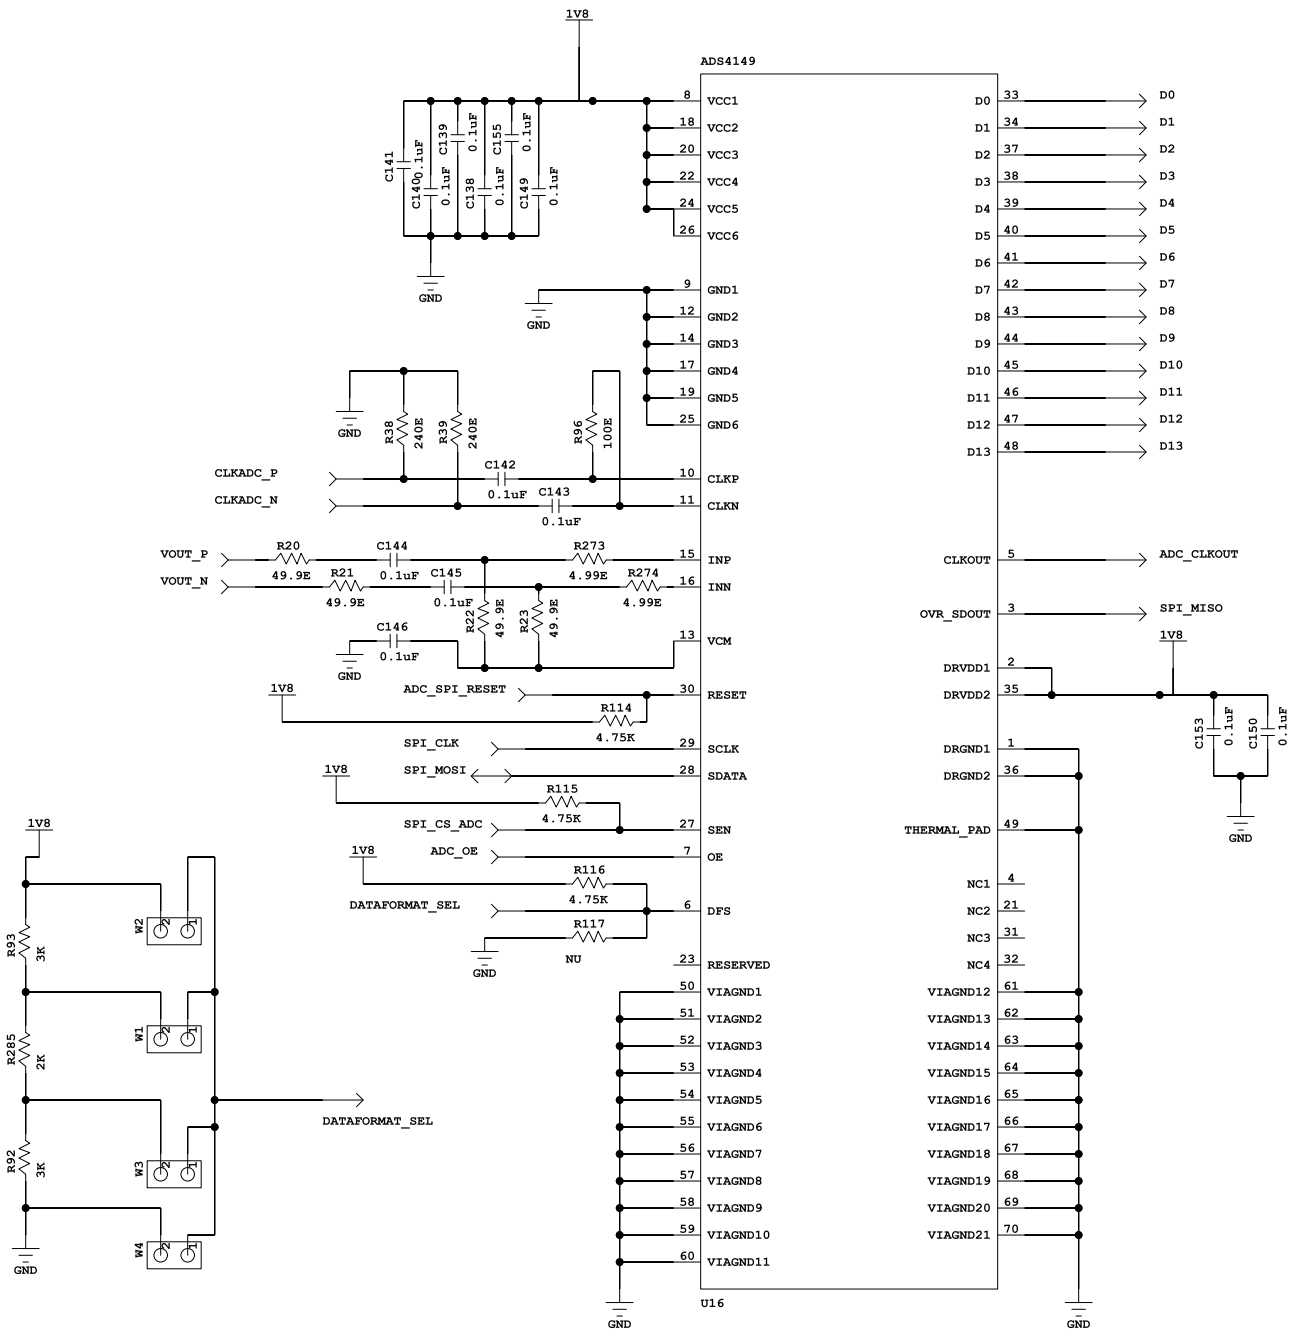 1V8
ADS4149
8 VCC1
18 VCC2
20 VCC3
22 VCC4
24 VCC5
26 VCC6
9 GND1
12 GND2
14 GND3
17 GND4
19 GND5
25 GND6
10 CLKP
11 CLKN
15 INP
16 INN
13 VCM
30 RESET
29 SCLK
28 SDATA
27 SEN
7 OE
6 DFS
23 RESERVED
50 VIAGND1
51 VIAGND2
52 VIAGND3
53 VIAGND4
54 VIAGND5
55 VIAGND6
56 VIAGND7
57 VIAGND8
58 VIAGND9
59 VIAGND10
60 VIAGND11
U16
D0 33 D0
D1 34 D1
D2 37 D2
D3 38 D3
D4 39 D4
D5 40 D5
D6 41 D6
D7 42 D7
D8 43 D8
D9 44 D9
D10 45 D10
D11 46 D11
D12 47 D12
D13 48 D13
CLKOUT 5 ADC_CLKOUT
OVR_SDOUT 3 SPI_MISO
1V8
DRVDD1 2
DRVDD2 35
C153 0.1uF
C150 0.1uF
GND
DRGND1 1
DRGND2 36
THERMAL_PAD 49
NC1 4
NC2 21
NC3 31
NC4 32
VIAGND12 61
VIAGND13 62
VIAGND14 63
VIAGND15 64
VIAGND16 65
VIAGND17 66
VIAGND18 67
VIAGND19 68
VIAGND20 69
VIAGND21 70
GND
GND
C141 0.1uF
C140 0.1uF
C139 0.1uF
C138 0.1uF
C155 0.1uF
C149 0.1uF
GND
GND
GND
R38 240E
R39 240E
R96 100E
CLKADC_P
C142
0.1uF
CLKADC_N
C143
0.1uF
VOUT_P
R20
49.9E
C144
0.1uF
R273
4.99E
VOUT_N
R21
49.9E
C145
0.1uF
R274
4.99E
R22 49.9E
R23 49.9E
C146
0.1uF
GND
1V8
ADC_SPI_RESET
R114
4.75K
SPI_CLK
SPI_MOSI
1V8
R115
4.75K
SPI_CS_ADC
ADC_OE
1V8
R116
4.75K
DATAFORMAT_SEL
R117
NU
GND
1V8
R93 3K
R285 2K
R92 3K
GND
W2 2 1
W1 2 1
W3 2 1
W4 2 1
DATAFORMAT_SEL